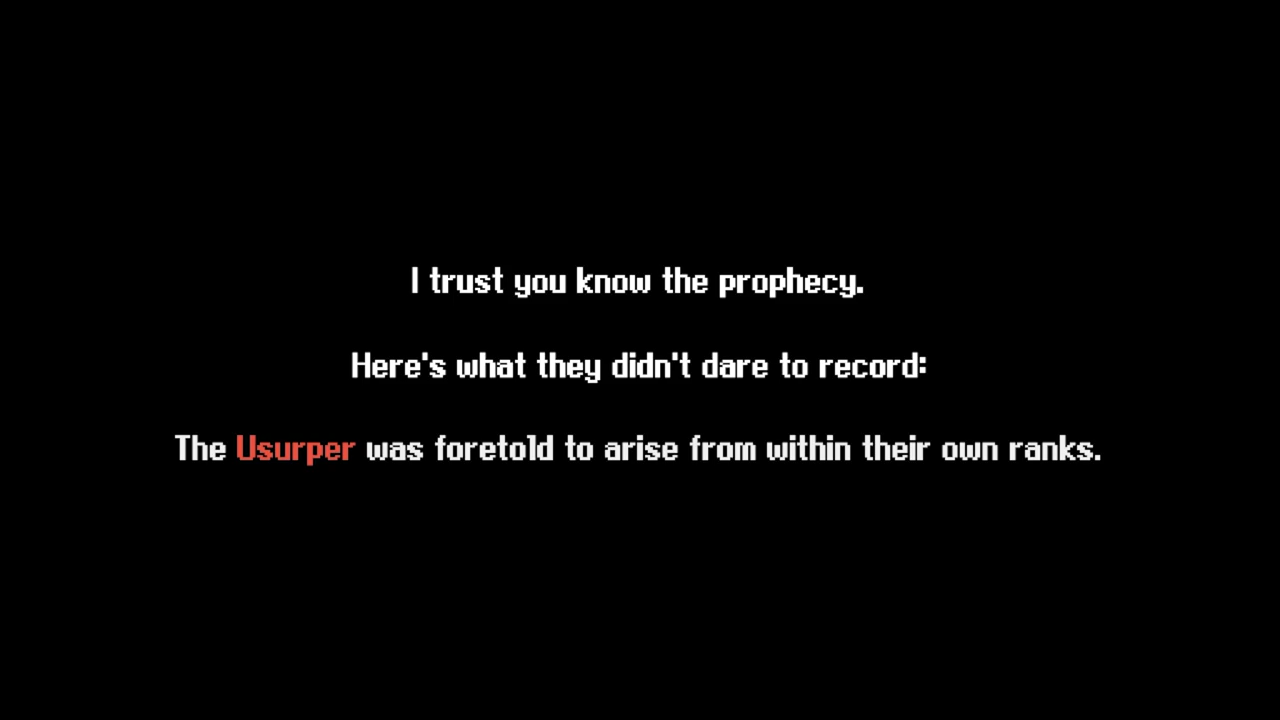 I trust you know the prophecy.
Here's what they didn't dare to record:
The Usurper was foretold to arise from within their own ranks.